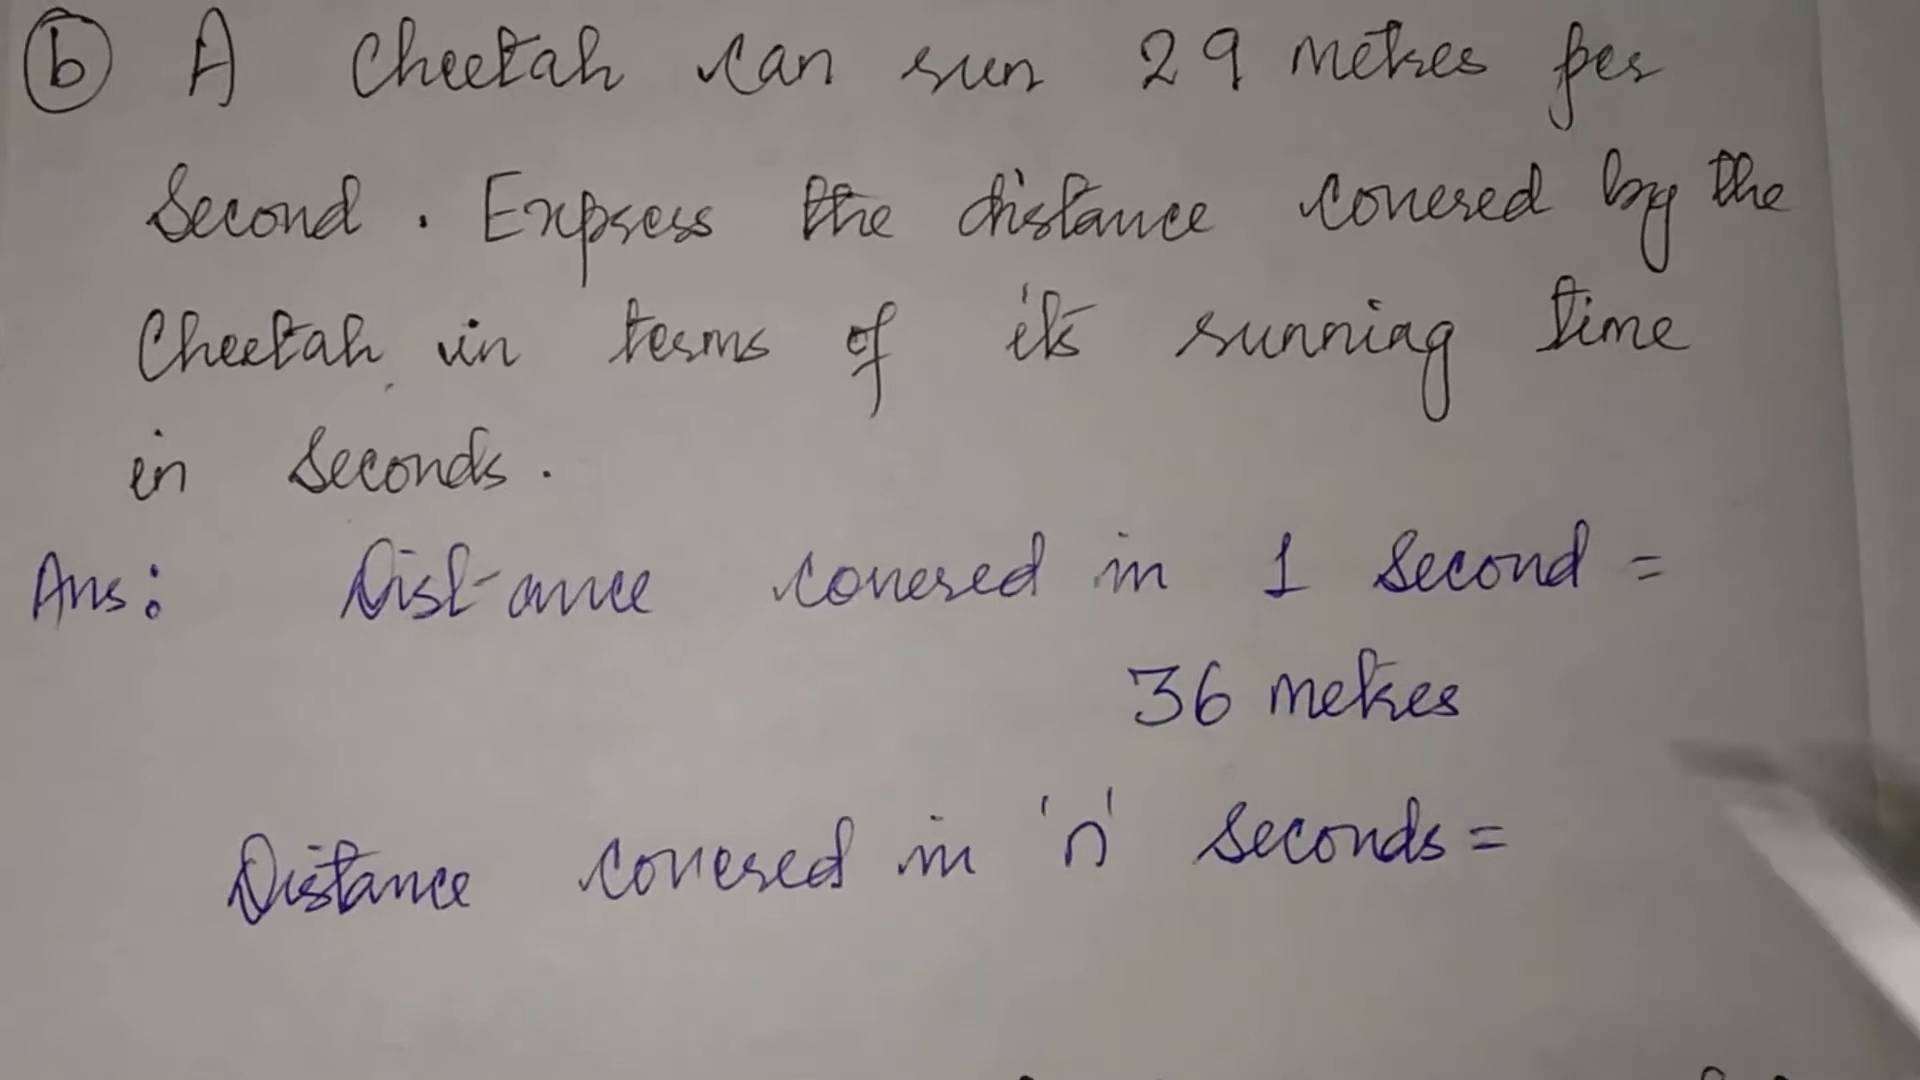 b A Cheetah can run 29 metres per
Second. Express the distance covered by the
Cheetah in terms of its running time
in seconds.
Ans: Distance covered in 1 second =
36 metres
Distance covered in 'n' seconds =